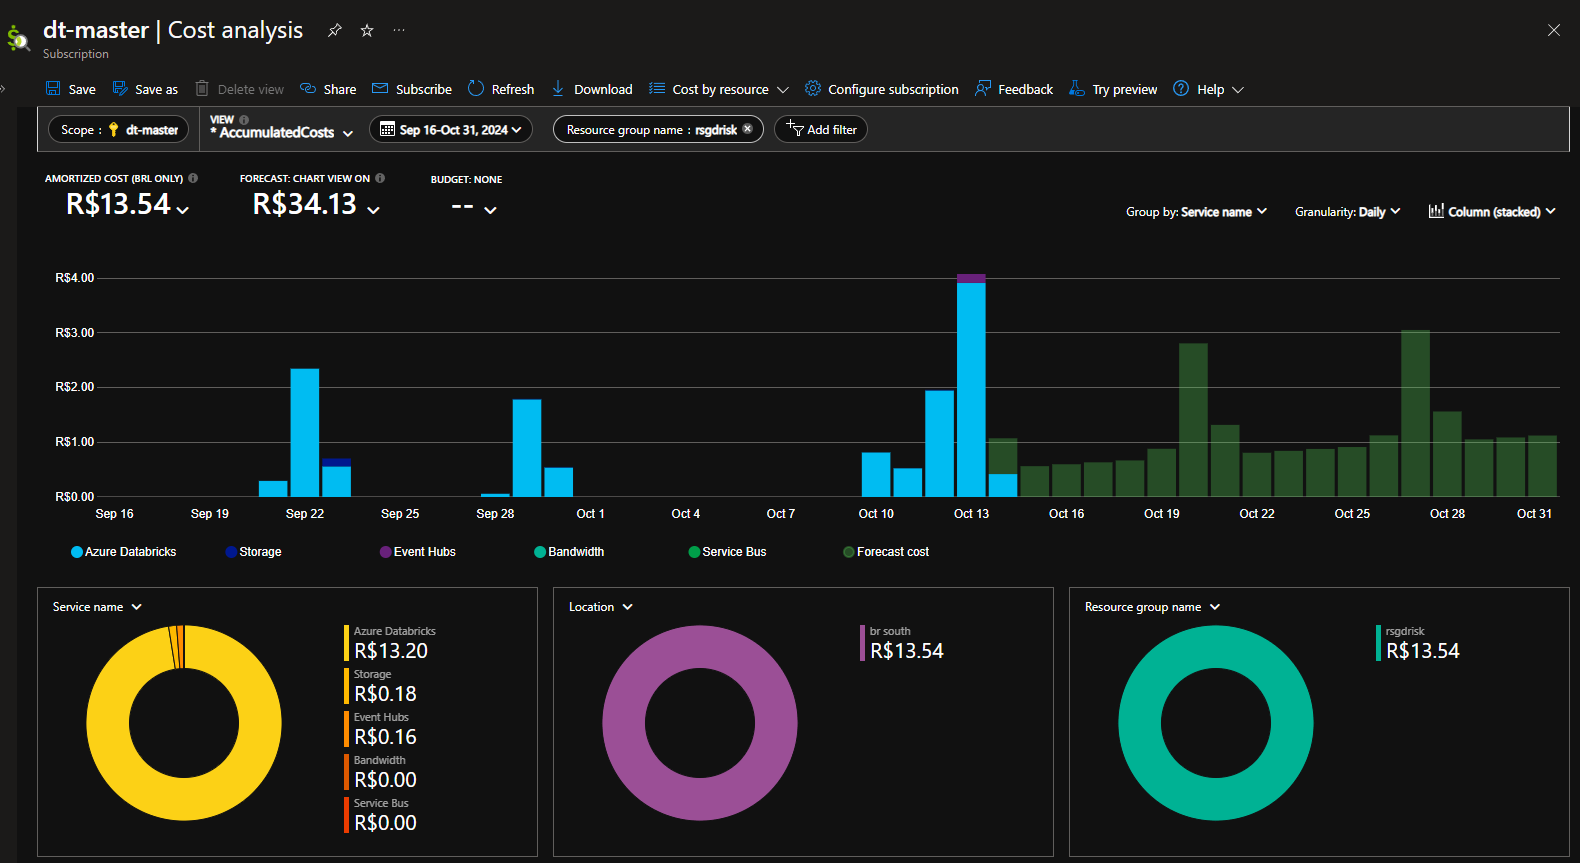 dt-master | Cost analysis
Subscription
Save Save as Delete view Share Subscribe Refresh Download Cost by resource Configure subscription Feedback Try preview Help
Scope : dt-master
VIEW
* AccumulatedCosts
Sep 16-Oct 31, 2024
Resource group name : rsgdrisk
Add filter
AMORTIZED COST (BRL ONLY)
R$13.54
FORECAST: CHART VIEW ON
R$34.13
BUDGET: NONE
--
Group by: Service name
Granularity: Daily
Column (stacked)
R$4.00
R$3.00
R$2.00
R$1.00
R$0.00
Sep 16 Sep 19 Sep 22 Sep 25 Sep 28 Oct 1 Oct 4 Oct 7 Oct 10 Oct 13 Oct 16 Oct 19 Oct 22 Oct 25 Oct 28 Oct 31
Azure Databricks Storage Event Hubs Bandwidth Service Bus Forecast cost
Service name
Azure Databricks
R$13.20
Storage
R$0.18
Event Hubs
R$0.16
Bandwidth
R$0.00
Service Bus
R$0.00
Location
br south
R$13.54
Resource group name
rsgdrisk
R$13.54